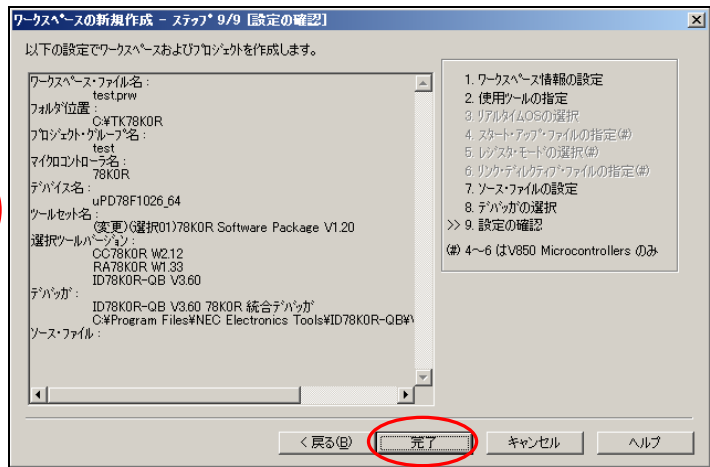 ワークスペースの新規作成 - ステップ 9/9 [設定の確認]
以下の設定でワークスペースおよびプロジェクトを作成します。
ワークスペース・ファイル名 :
test.prw
フォルダ位置 :
C:¥TK78K0R
プロジェクト・グループ名 :
test
マイクロコントローラ名 :
78K0R
デバイス名 :
uPD78F1026_64
ツールセット名 :
(変更)(選択01)78K0R Software Package V1.20
選択ツールバージョン :
CC78K0R W2.12
RA78K0R W1.33
ID78K0R-QB V3.60
デバッガ :
ID78K0R-QB V3.60 78K0R 統合デバッガ
C:¥Program Files¥NEC Electronics Tools¥ID78K0R-QB¥
ソース・ファイル :
1. ワークスペース情報の設定
2. 使用ツールの指定
3. リアルタイムOSの選択
4. スタート・アップ・ファイルの指定(#)
5. レジスタ・モードの選択(#)
6. リンク・ディレクティブ・ファイルの指定(#)
7. ソース・ファイルの設定
8. デバッガの選択
>> 9. 設定の確認
(#) 4~6 はV850 Microcontrollers のみ
< 戻る(B)
完了
キャンセル
ヘルプ